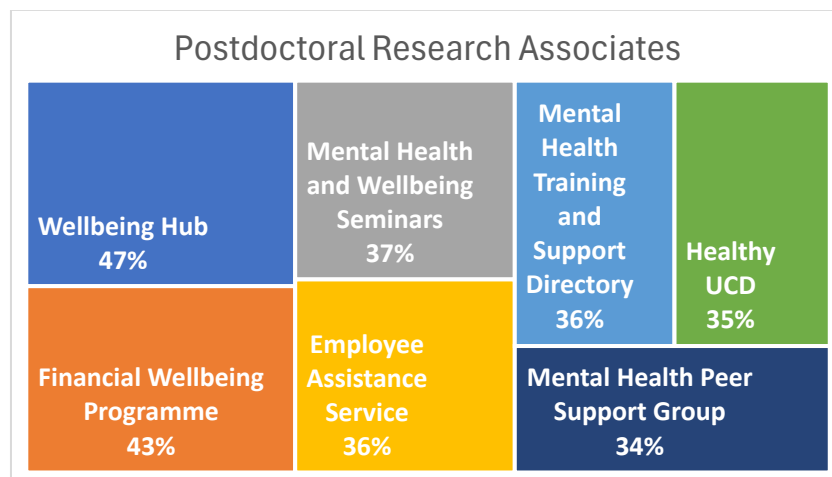 Postdoctoral Research Associates
Wellbeing Hub
47%
Financial Wellbeing
Programme
43%
Mental Health
and Wellbeing
Seminars
37%
Employee
Assistance
Service
36%
Mental
Health
Training
and
Support
Directory
36%
Healthy
UCD
35%
Mental Health Peer
Support Group
34%